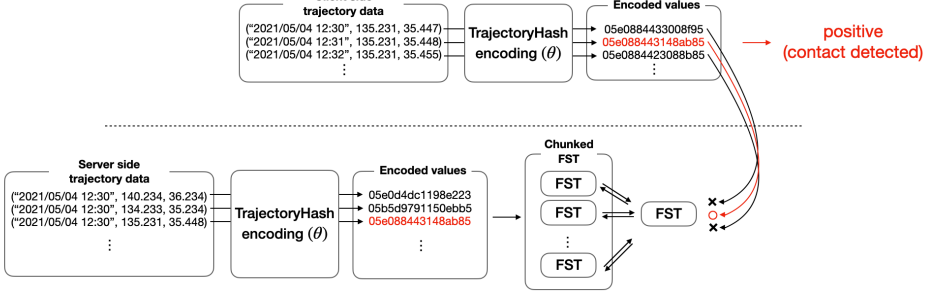 trajectory data
Encoded values
("2021/05/04 12:30", 135.231, 35.447)
("2021/05/04 12:31", 135.231, 35.448)
("2021/05/04 12:32", 135.231, 35.455)
⋮
TrajectoryHash
encoding (θ)
05e0884433008f95
05e088443148ab85
05e0884423088b85
⋮
positive
(contact detected)
Server side
trajectory data
("2021/05/04 12:30", 140.234, 36.234)
("2021/05/04 12:30", 134.233, 35.234)
("2021/05/04 12:30", 135.231, 35.448)
⋮
TrajectoryHash
encoding (θ)
Encoded values
05e0d4dc1198e223
05b5d9791150ebb5
05e088443148ab85
⋮
Chunked
FST
FST
FST
⋮
FST
FST